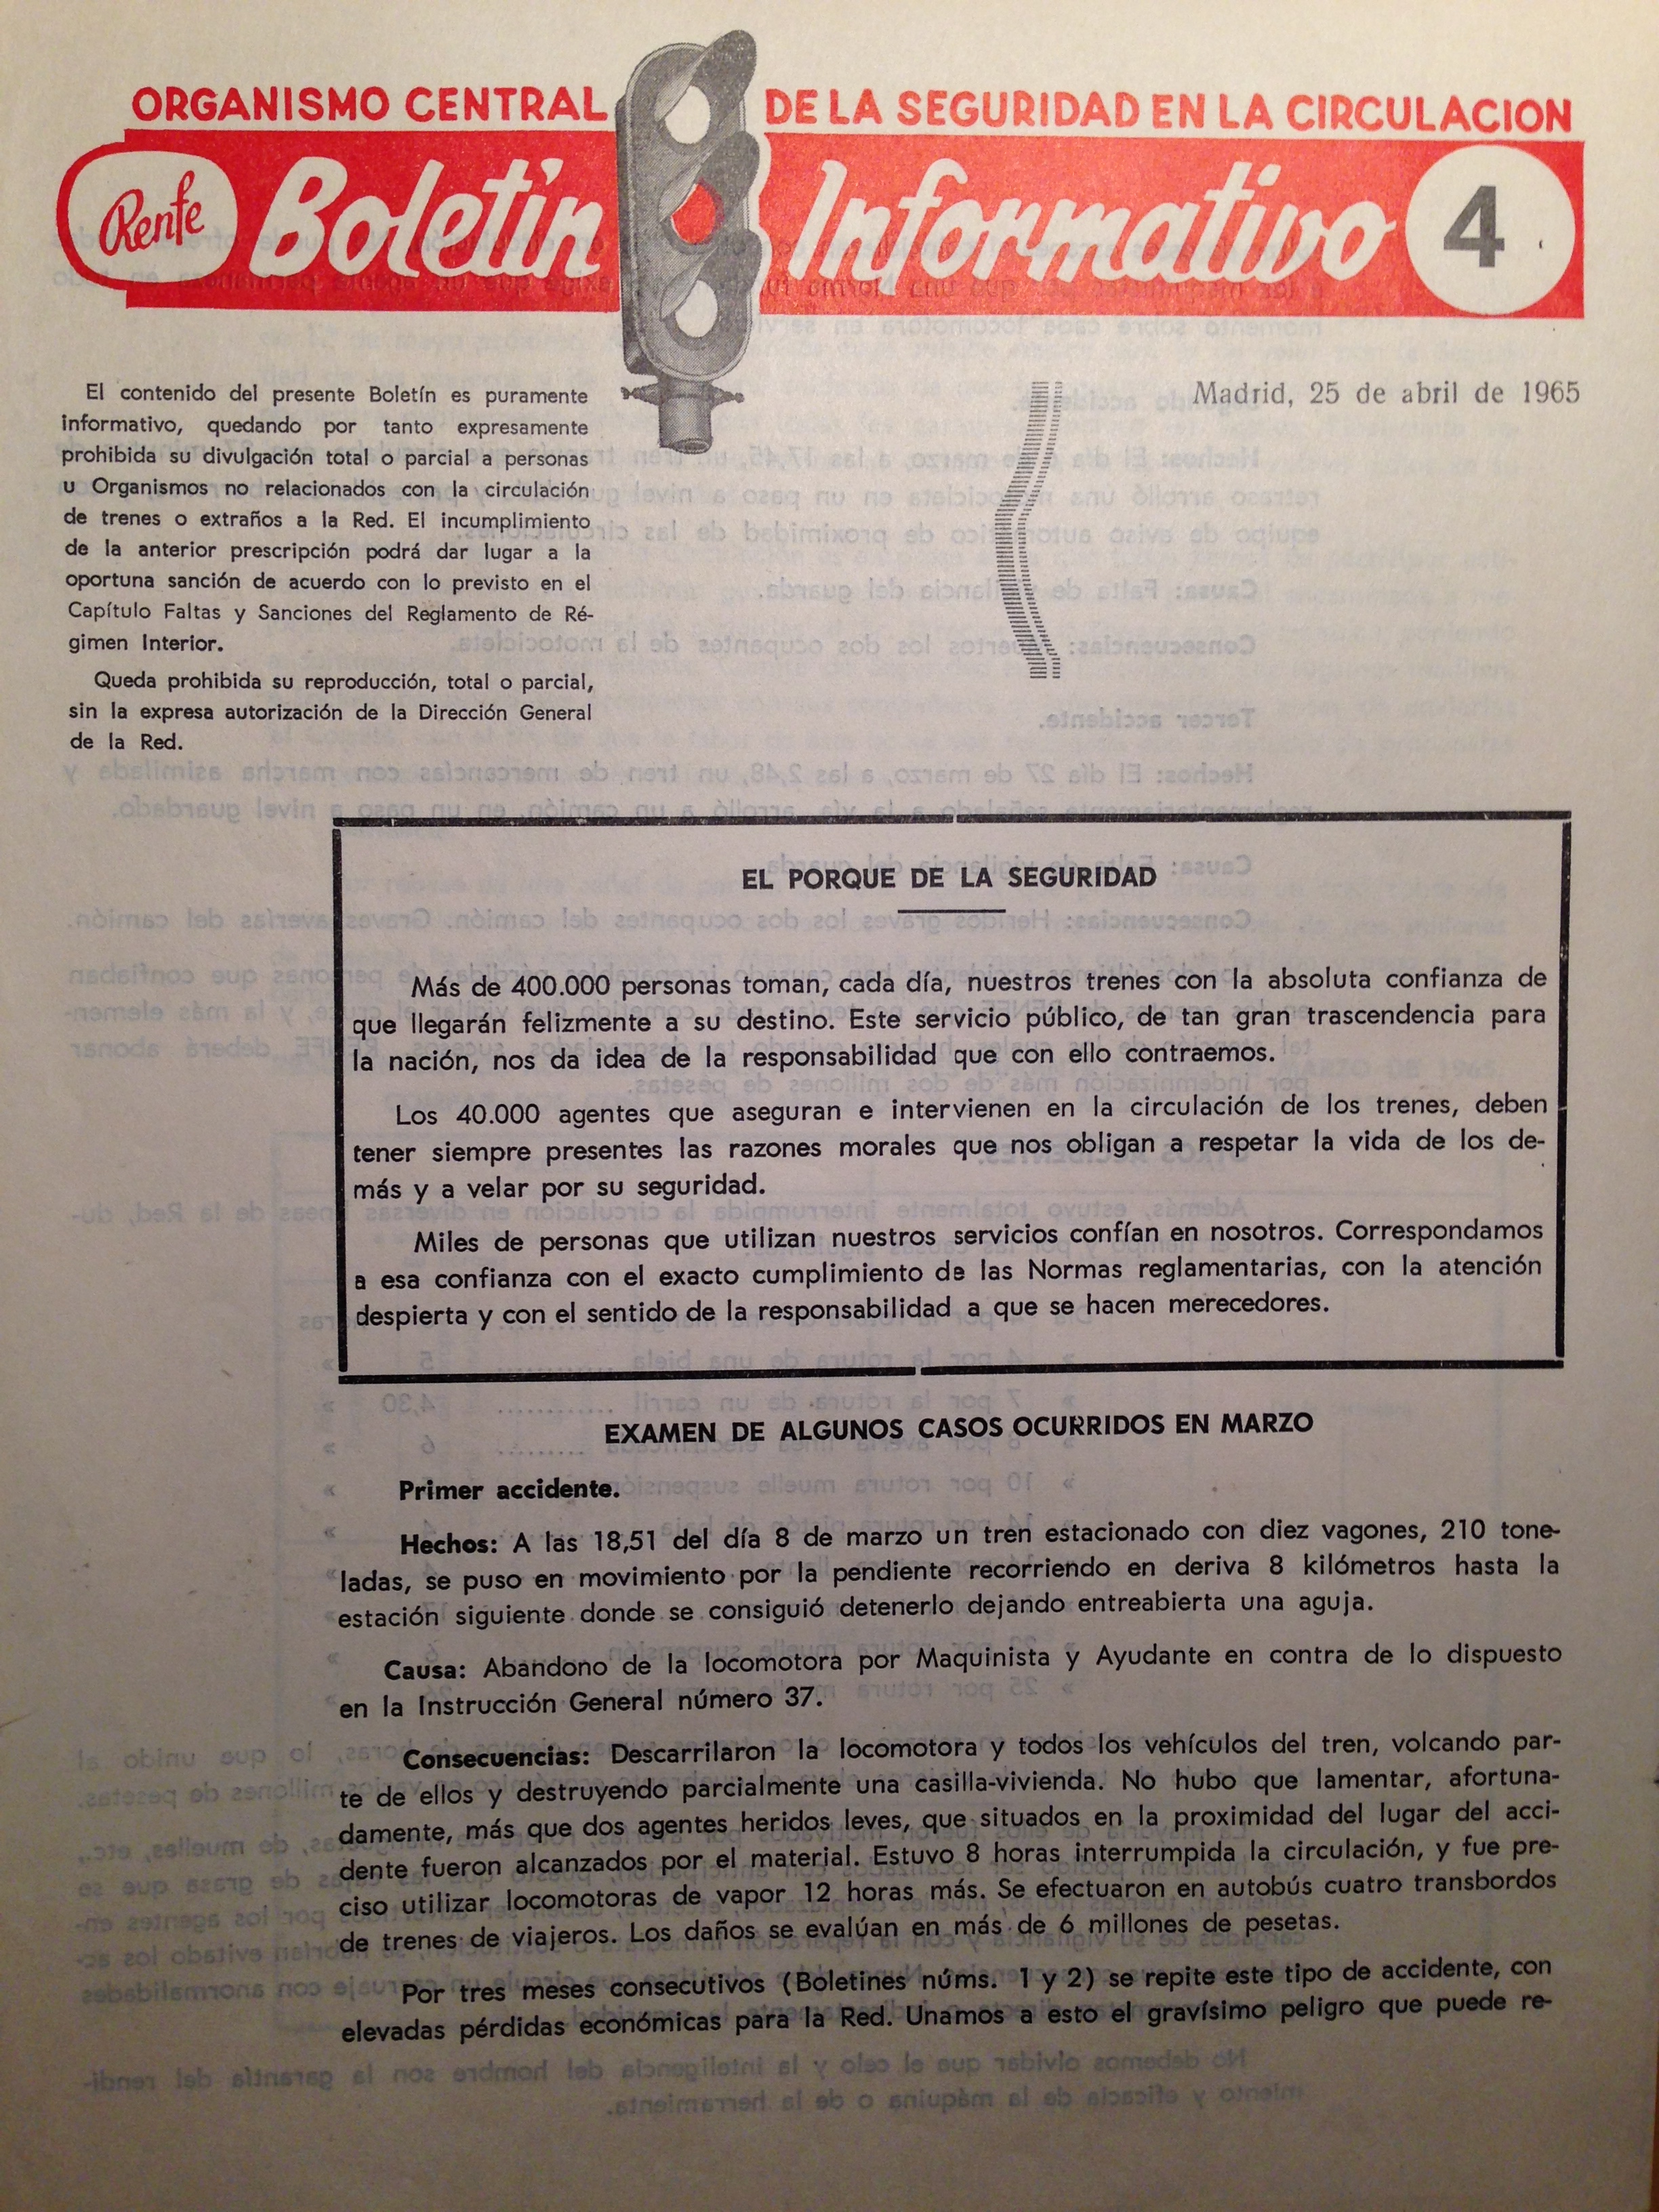 ORGANISMO CENTRAL DE LA SEGURIDAD EN LA CIRCULACION
Renfe Boletín Informativo 4
El contenido del presente Boletín es puramente
informativo, quedando por tanto expresamente
prohibida su divulgación total o parcial a personas
u Organismos no relacionados con la circulación
de trenes o extraños a la Red. El incumplimiento
de la anterior prescripción podrá dar lugar a la
oportuna sanción de acuerdo con lo previsto en el
Capítulo Faltas y Sanciones del Reglamento de Ré-
gimen Interior.
Queda prohibida su reproducción, total o parcial,
sin la expresa autorización de la Dirección General
de la Red.
Madrid, 25 de abril de 1965
EL PORQUE DE LA SEGURIDAD
Más de 400.000 personas toman, cada día, nuestros trenes con la absoluta confianza de
que llegarán felizmente a su destino. Este servicio público, de tan gran trascendencia para
la nación, nos da idea de la responsabilidad que con ello contraemos.
Los 40.000 agentes que aseguran e intervienen en la circulación de los trenes, deben
tener siempre presentes las razones morales que nos obligan a respetar la vida de los de-
más y a velar por su seguridad.
Miles de personas que utilizan nuestros servicios confían en nosotros. Correspondamos
a esa confianza con el exacto cumplimiento de las Normas reglamentarias, con la atención
despierta y con el sentido de la responsabilidad a que se hacen merecedores.
EXAMEN DE ALGUNOS CASOS OCURRIDOS EN MARZO
Primer accidente.
Hechos: A las 18,51 del día 8 de marzo un tren estacionado con diez vagones, 210 tone-
ladas, se puso en movimiento por la pendiente recorriendo en deriva 8 kilómetros hasta la
estación siguiente donde se consiguió detenerlo dejando entreabierta una aguja.
Causa: Abandono de la locomotora por Maquinista y Ayudante en contra de lo dispuesto
en la Instrucción General número 37.
Consecuencias: Descarrilaron la locomotora y todos los vehículos del tren, volcando par-
te de ellos y destruyendo parcialmente una casilla-vivienda. No hubo que lamentar, afortuna-
damente, más que dos agentes heridos leves, que situados en la proximidad del lugar del acci-
dente fueron alcanzados por el material. Estuvo 8 horas interrumpida la circulación, y fue pre-
ciso utilizar locomotoras de vapor 12 horas más. Se efectuaron en autobús cuatro transbordos
de trenes de viajeros. Los daños se evalúan en más de 6 millones de pesetas.
Por tres meses consecutivos (Boletines núms. 1 y 2) se repite este tipo de accidente, con
elevadas pérdidas económicas para la Red. Unamos a esto el gravísimo peligro que puede re-